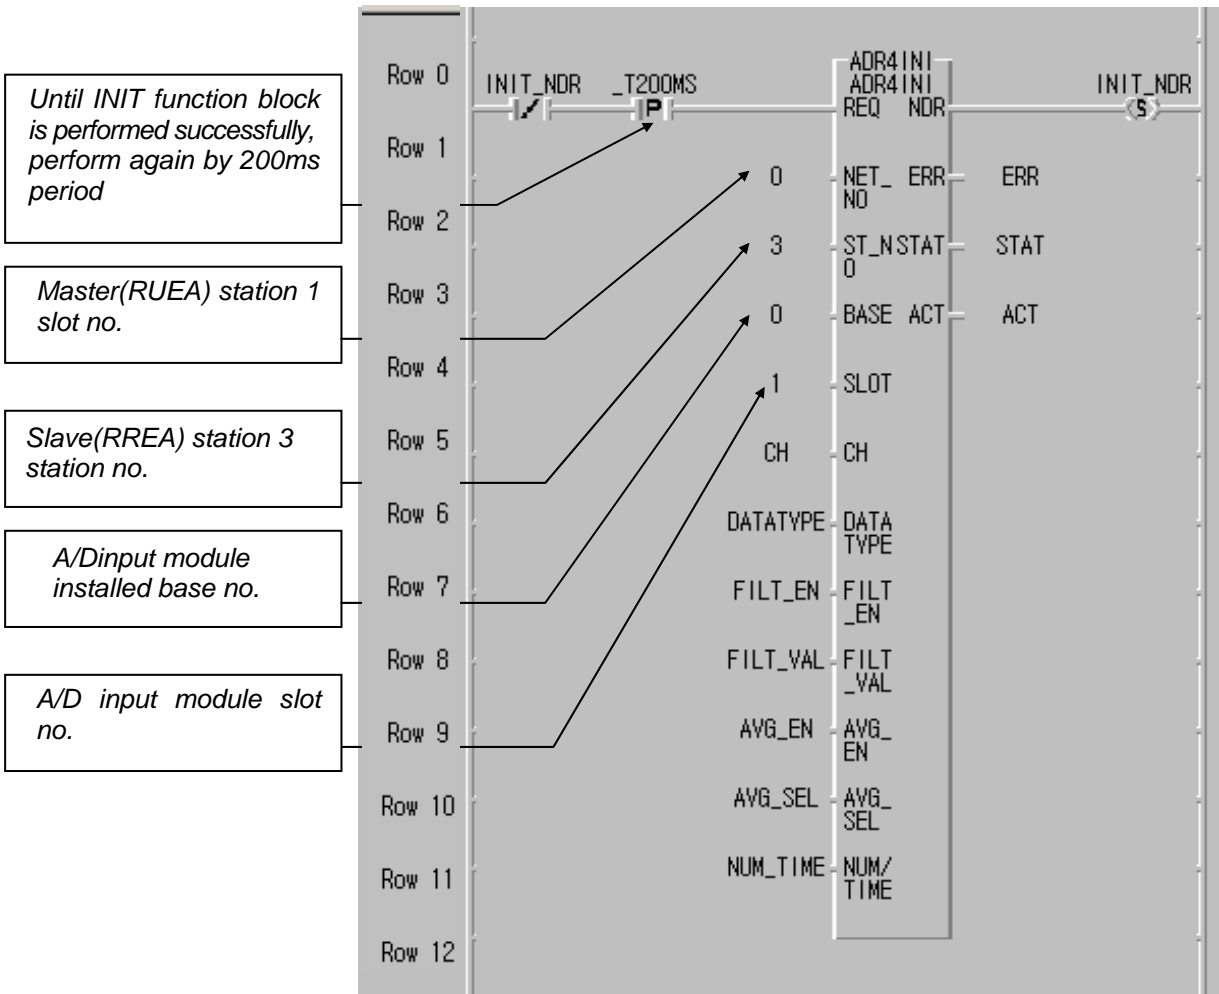 Until INIT function block
is performed successfully,
perform again by 200ms
period
Master(RUEA) station 1
slot no.
Slave(RREA) station 3
station no.
A/Dinput module
installed base no.
A/D input module slot
no.
Row 0
Row 1
Row 2
Row 3
Row 4
Row 5
Row 6
Row 7
Row 8
Row 9
Row 10
Row 11
Row 12
INIT_NDR
_T200MS
P
ADR4INI
ADR4INI
REQ NDR
INIT_NDR
S
0 NET_ ERR ERR
NO
3 ST_N STAT STAT
O
0 BASE ACT ACT
1 SLOT
CH CH
DATATYPE DATA
TYPE
FILT_EN FILT
_EN
FILT_VAL FILT
_VAL
AVG_EN AVG_
EN
AVG_SEL AVG_
SEL
NUM_TIME NUM/
TIME